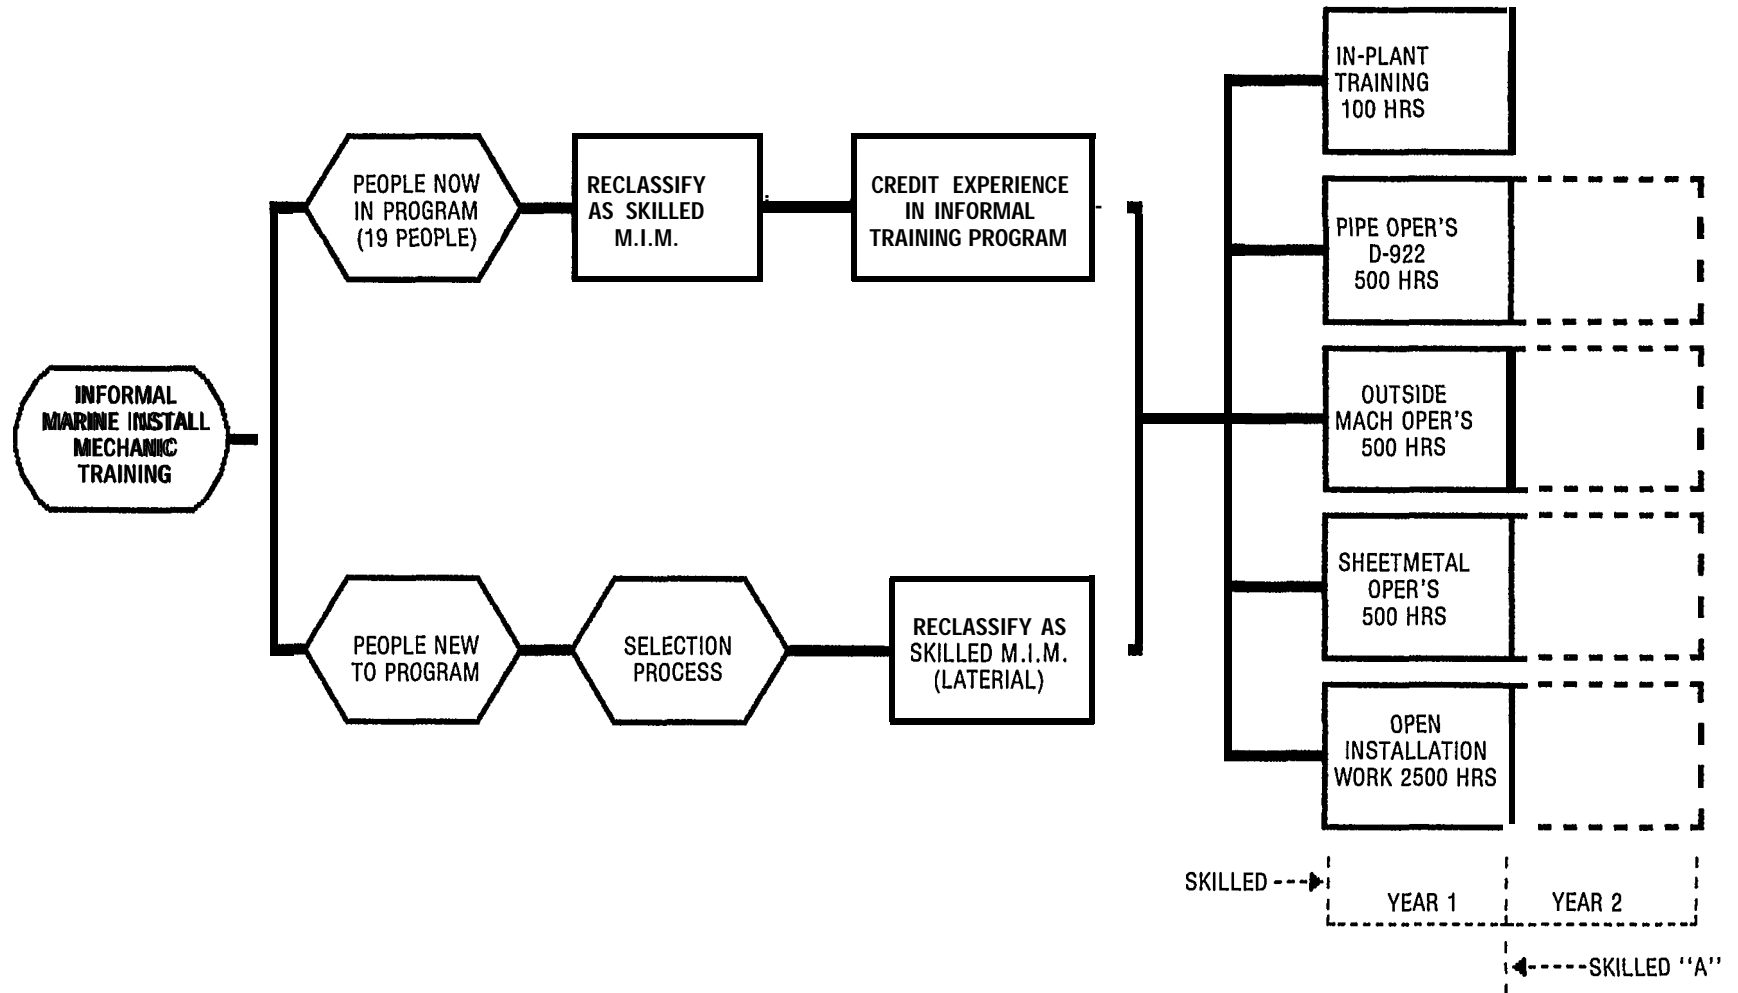 INFORMAL
MARINE INSTALL
MECHANIC
TRAINING
PEOPLE NOW
IN PROGRAM
(19 PEOPLE)
RECLASSIFY
AS SKILLED
M.I.M.
CREDIT EXPERIENCE
IN INFORMAL
TRAINING PROGRAM
PEOPLE NEW
TO PROGRAM
SELECTION
PROCESS
RECLASSIFY AS
SKILLED M.I.M.
(LATERIAL)
IN-PLANT
TRAINING
100 HRS
PIPE OPER'S
D-922
500 HRS
OUTSIDE
MACH OPER'S
500 HRS
SHEETMETAL
OPER'S
500 HRS
OPEN
INSTALLATION
WORK 2500 HRS
SKILLED
YEAR 1
YEAR 2
SKILLED "A"